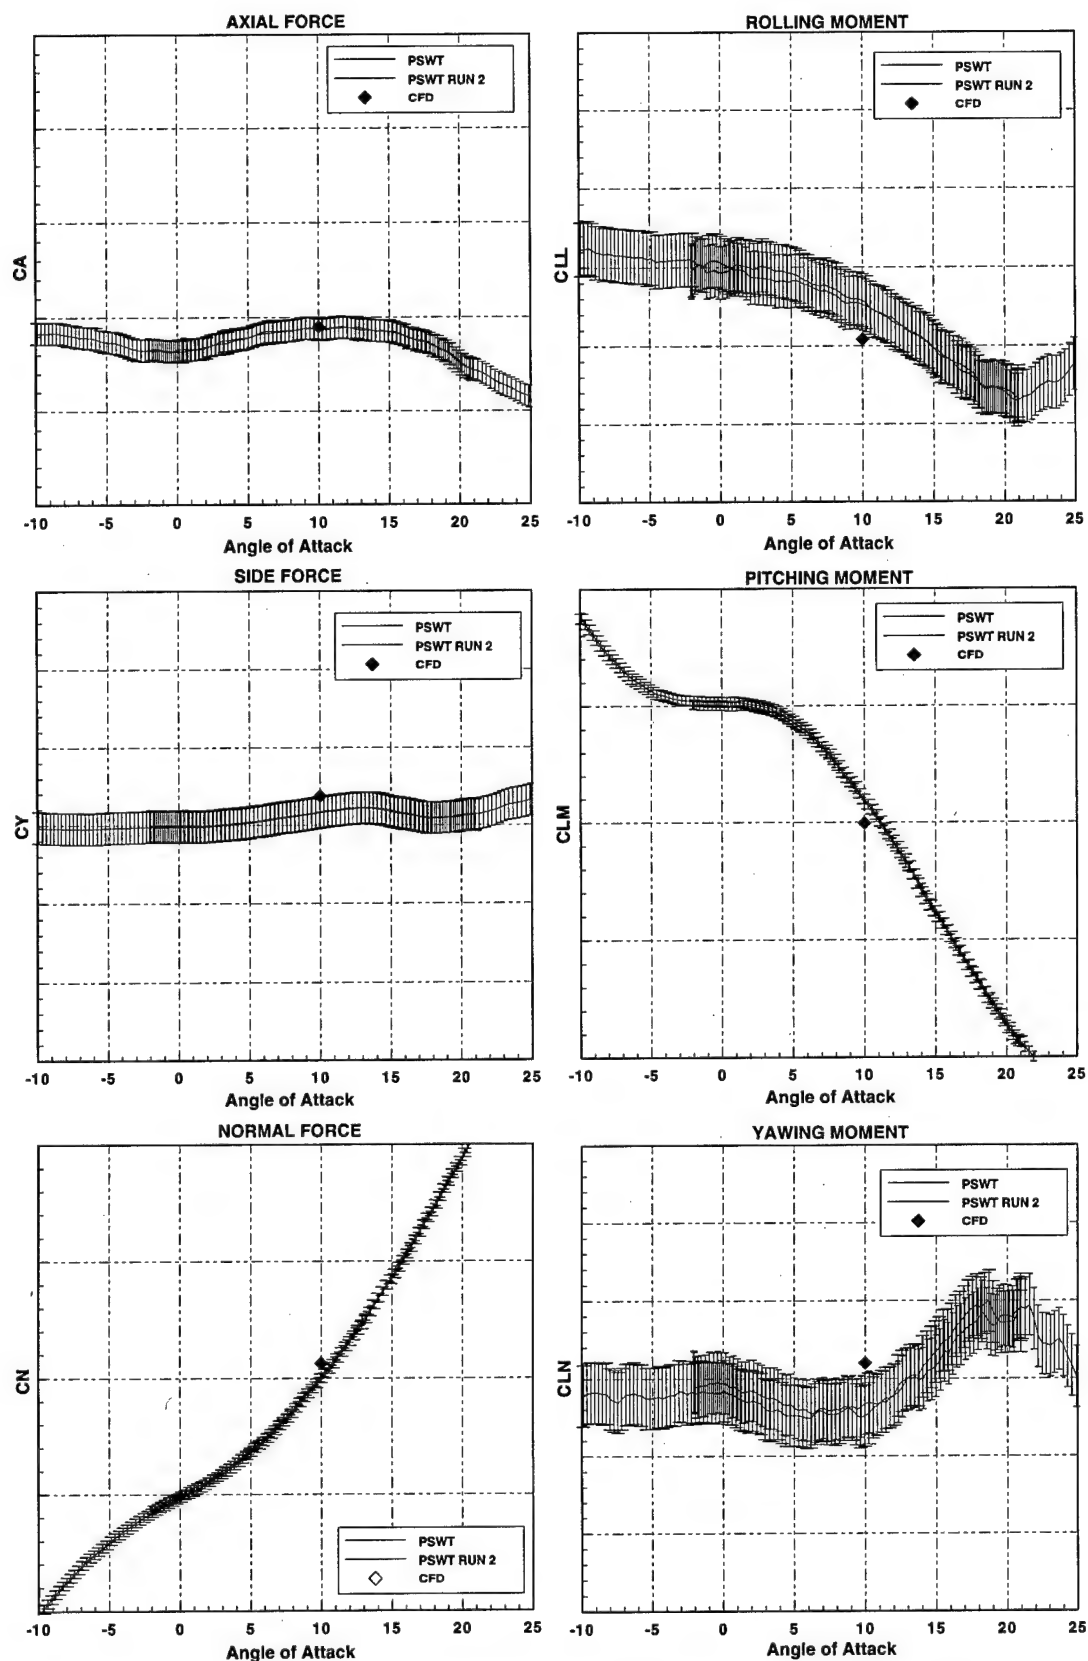 AXIAL FORCE
PSWT
PSWT RUN 2
CFD
CA
-10 -5 0 5 10 15 20 25
Angle of Attack
ROLLING MOMENT
PSWT
PSWT RUN 2
CFD
CLL
-10 -5 0 5 10 15 20 25
Angle of Attack
SIDE FORCE
PSWT
PSWT RUN 2
CFD
CY
-10 -5 0 5 10 15 20 25
Angle of Attack
PITCHING MOMENT
PSWT
PSWT RUN 2
CFD
CLM
-10 -5 0 5 10 15 20 25
Angle of Attack
NORMAL FORCE
CN
PSWT
PSWT RUN 2
CFD
-10 -5 0 5 10 15 20 25
Angle of Attack
YAWING MOMENT
PSWT
PSWT RUN 2
CFD
CLN
-10 -5 0 5 10 15 20 25
Angle of Attack